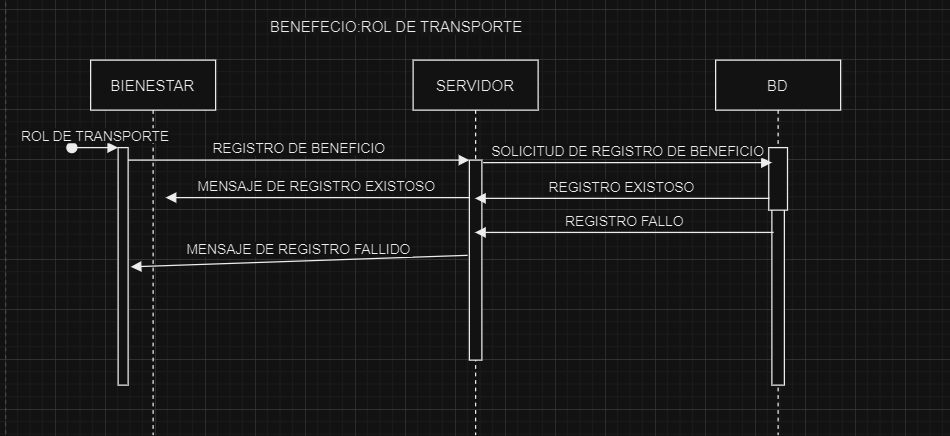 BENEFECIO:ROL DE TRANSPORTE
BIENESTAR
SERVIDOR
BD
ROL DE TRANSPORTE
REGISTRO DE BENEFICIO
SOLICITUD DE REGISTRO DE BENEFICIO
MENSAJE DE REGISTRO EXISTOSO
REGISTRO EXISTOSO
REGISTRO FALLO
MENSAJE DE REGISTRO FALLIDO